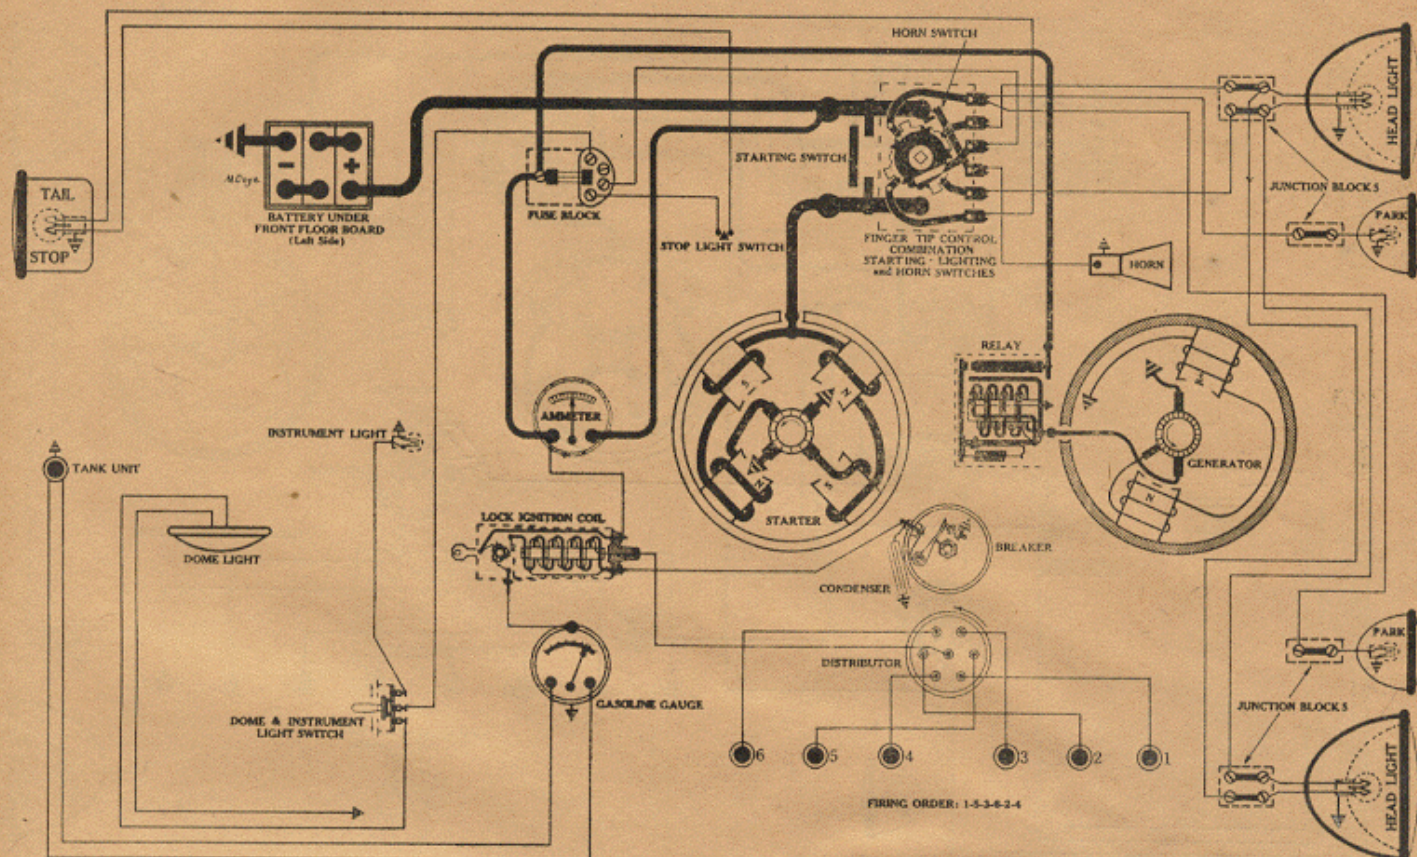 HORN SWITCH
HEAD LIGHT
STARTING SWITCH
TAIL
STOP
−
+
BATTERY UNDER
FRONT FLOOR BOARD
(Left Side)
FUSE BLOCK
STOP LIGHT SWITCH
FINGER TIP CONTROL
COMBINATION
STARTING - LIGHTING
and HORN SWITCHES
JUNCTION BLOCKS
PARK
HORN
RELAY
AMMETER
INSTRUMENT LIGHT
TANK UNIT
S
N
N
S
STARTER
GENERATOR
N
LOCK IGNITION COIL
DOME LIGHT
BREAKER
CONDENSER
DISTRIBUTOR
PARK
GASOLINE GAUGE
DOME & INSTRUMENT
LIGHT SWITCH
JUNCTION BLOCKS
6 5 4 3 2 1
HEAD LIGHT
FIRING ORDER: 1-5-3-6-2-4